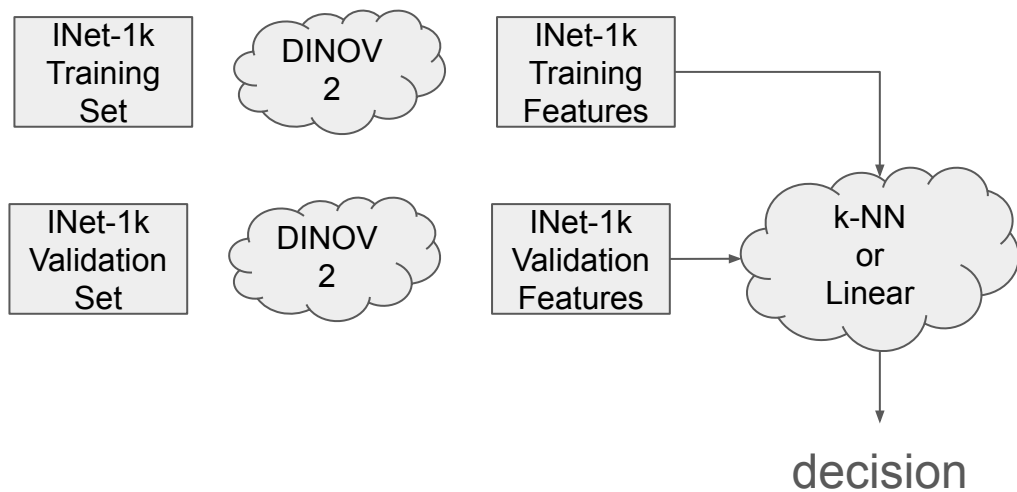 INet-1k
Training
Set
DINOV
2
INet-1k
Training
Features
INet-1k
Validation
Set
DINOV
2
INet-1k
Validation
Features
k-NN
or
Linear
decision